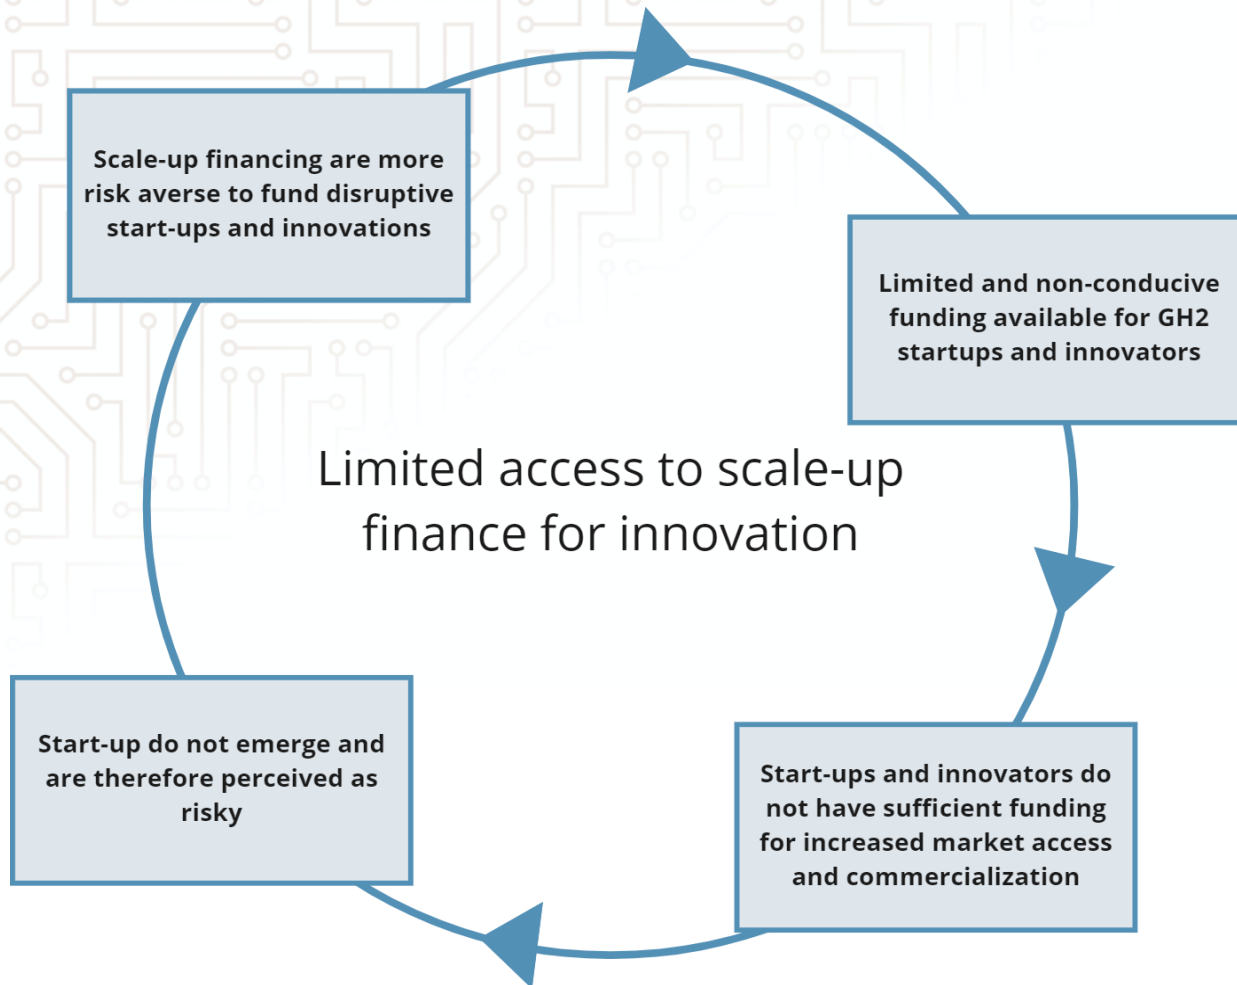 Scale-up financing are more
risk averse to fund disruptive
start-ups and innovations
Limited and non-conducive
funding available for GH2
startups and innovators
Limited access to scale-up
finance for innovation
Start-up do not emerge and
are therefore perceived as
risky
Start-ups and innovators do
not have sufficient funding
for increased market access
and commercialization